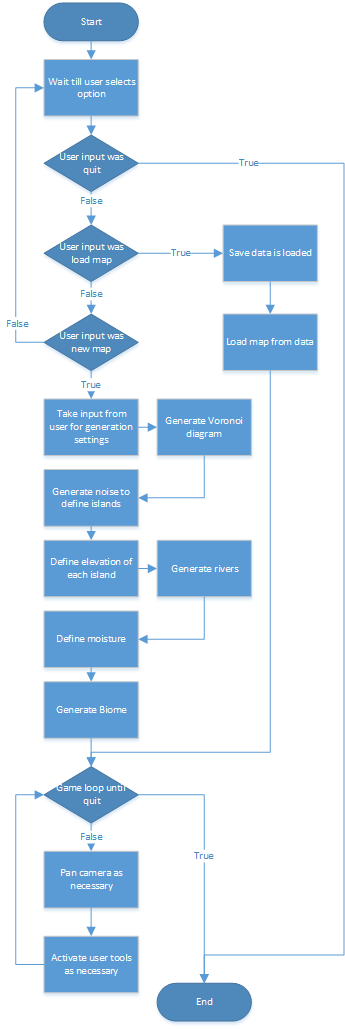 Start
Wait till user selects
option
User input was
quit
True
False
User input was
load map
True
Save data is loaded
False
User input was
new map
False
Load map from data
True
Take input from
user for generation
settings
Generate Voronoi
diagram
Generate noise to
define islands
Define elevation of
each island
Generate rivers
Define moisture
Generate Biome
Game loop until
quit
False
True
Pan camera as
necessary
Activate user tools
as necessary
End